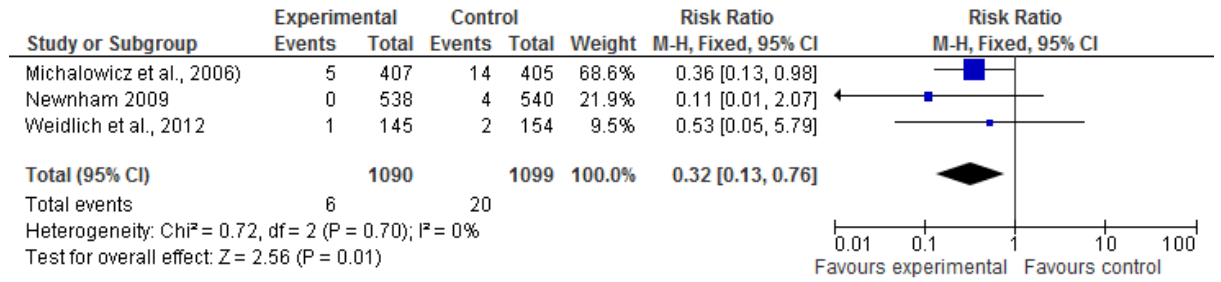 Experimental Control Risk Ratio Risk Ratio
Study or Subgroup Events Total Events Total Weight M-H, Fixed, 95% CI M-H, Fixed, 95% CI
Michalowicz et al., 2006) 5 407 14 405 68.6% 0.36 [0.13, 0.98]
Newnham 2009 0 538 4 540 21.9% 0.11 [0.01, 2.07]
Weidlich et al., 2012 1 145 2 154 9.5% 0.53 [0.05, 5.79]
Total (95% CI) 1090 1099 100.0% 0.32 [0.13, 0.76]
Total events 6 20
Heterogeneity: Chi² = 0.72, df = 2 (P = 0.70); I² = 0%
Test for overall effect: Z = 2.56 (P = 0.01)
0.01 0.1 1 10 100
Favours experimental Favours control